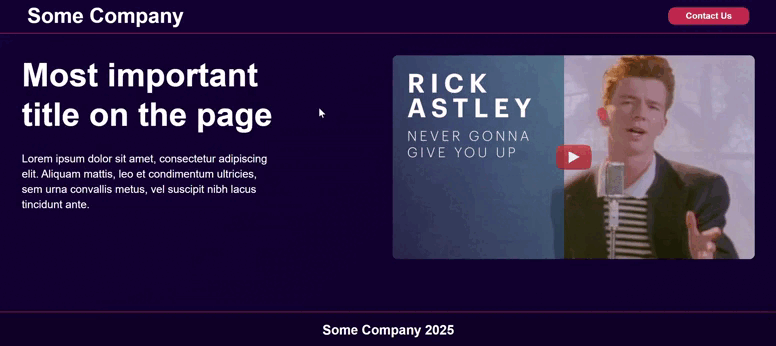 Some Company
Contact Us
Most important
title on the page
Lorem ipsum dolor sit amet, consectetur adipiscing
elit. Aliquam mattis, leo et condimentum ultricies,
sem urna convallis metus, vel suscipit nibh lacus
tincidunt ante.
RICK
ASTLEY
NEVER GONNA
GIVE YOU UP
Some Company 2025